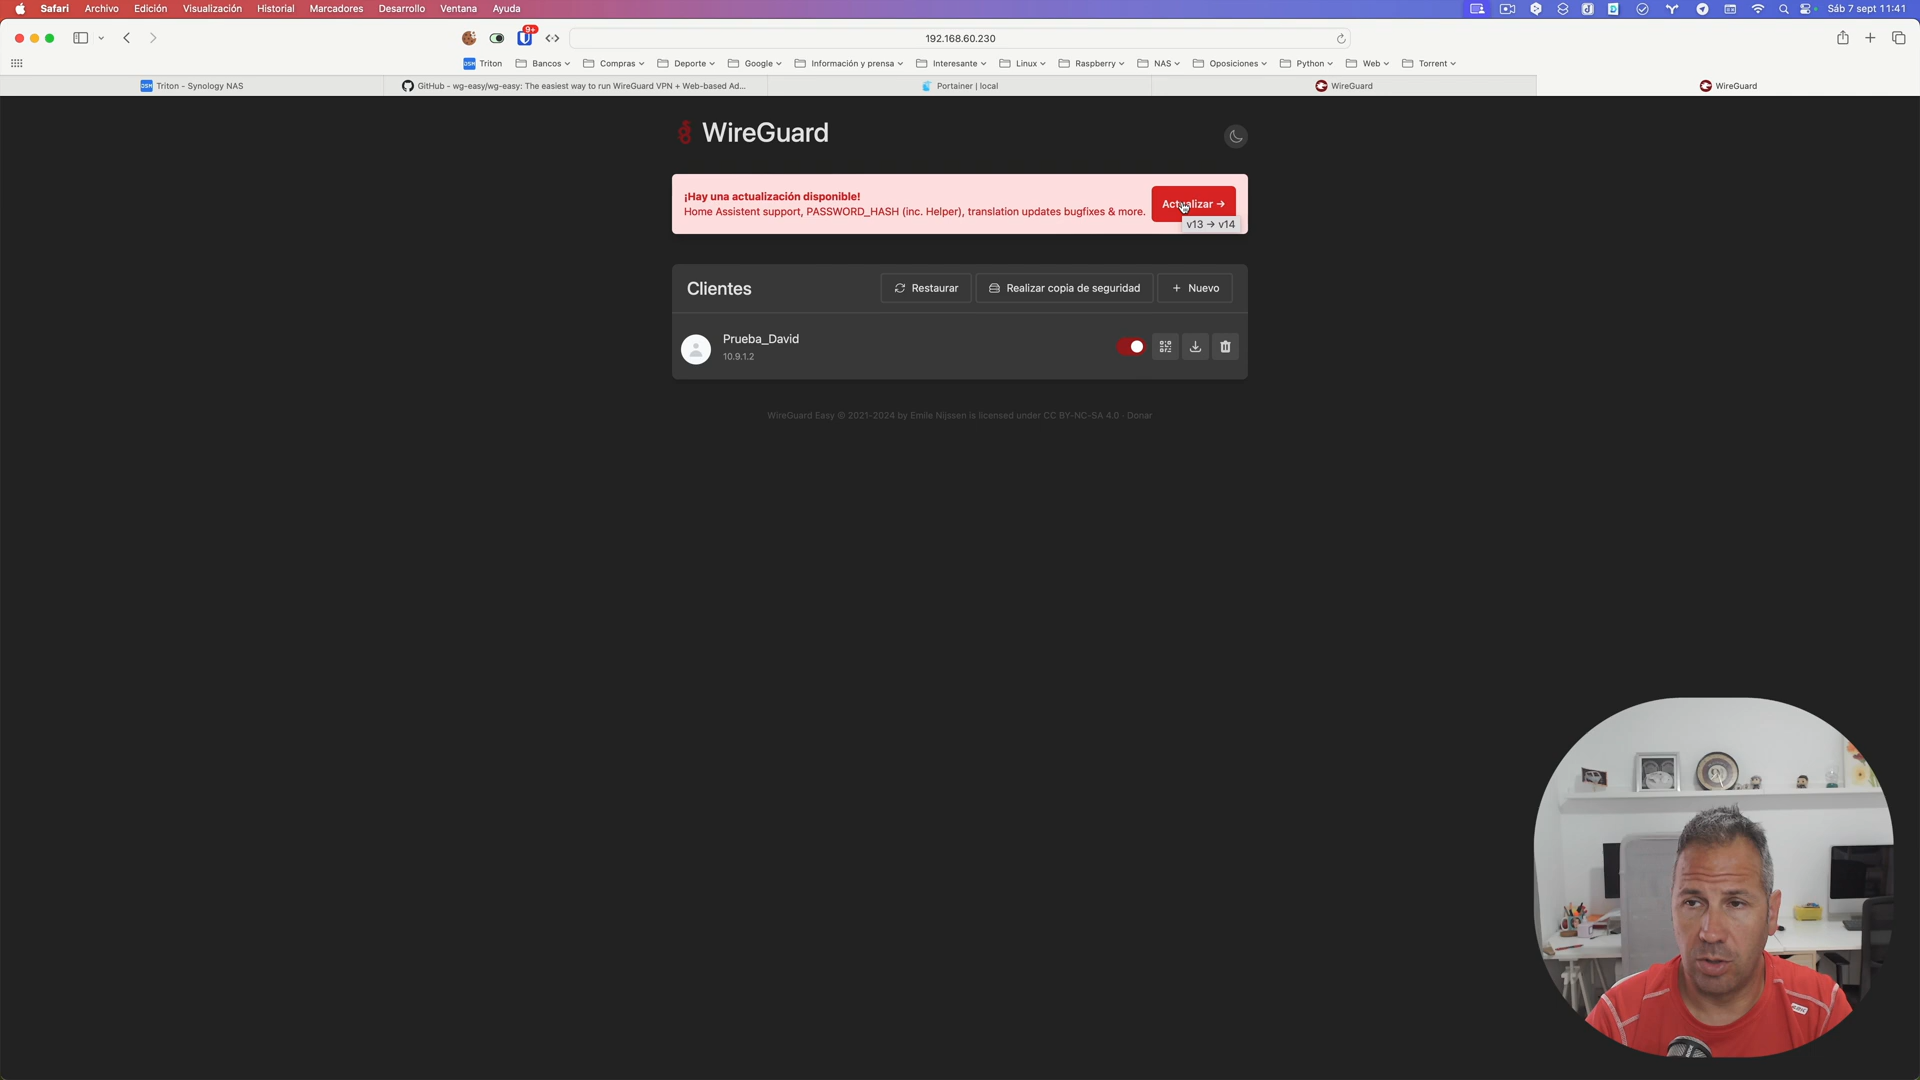 Safari Archivo Edición Visualización Historial Marcadores Desarrollo Ventana Ayuda
Sáb 7 sept 11:41
9+
192.168.60.230
DSM Triton Bancos Compras Deporte Google Información y prensa Interesante Linux Raspberry NAS Oposiciones Python Web Torrent
DSM Triton - Synology NAS
GitHub - wg-easy/wg-easy: The easiest way to run WireGuard VPN + Web-based Ad...
Portainer | local
WireGuard
WireGuard
WireGuard
¡Hay una actualización disponible!
Home Assistent support, PASSWORD_HASH (inc. Helper), translation updates bugfixes & more.
Actualizar →
v13 → v14
Clientes
Restaurar
Realizar copia de seguridad
+ Nuevo
Prueba_David
10.9.1.2
WireGuard Easy © 2021-2024 by Emile Nijssen is licensed under CC BY-NC-SA 4.0 · Donar